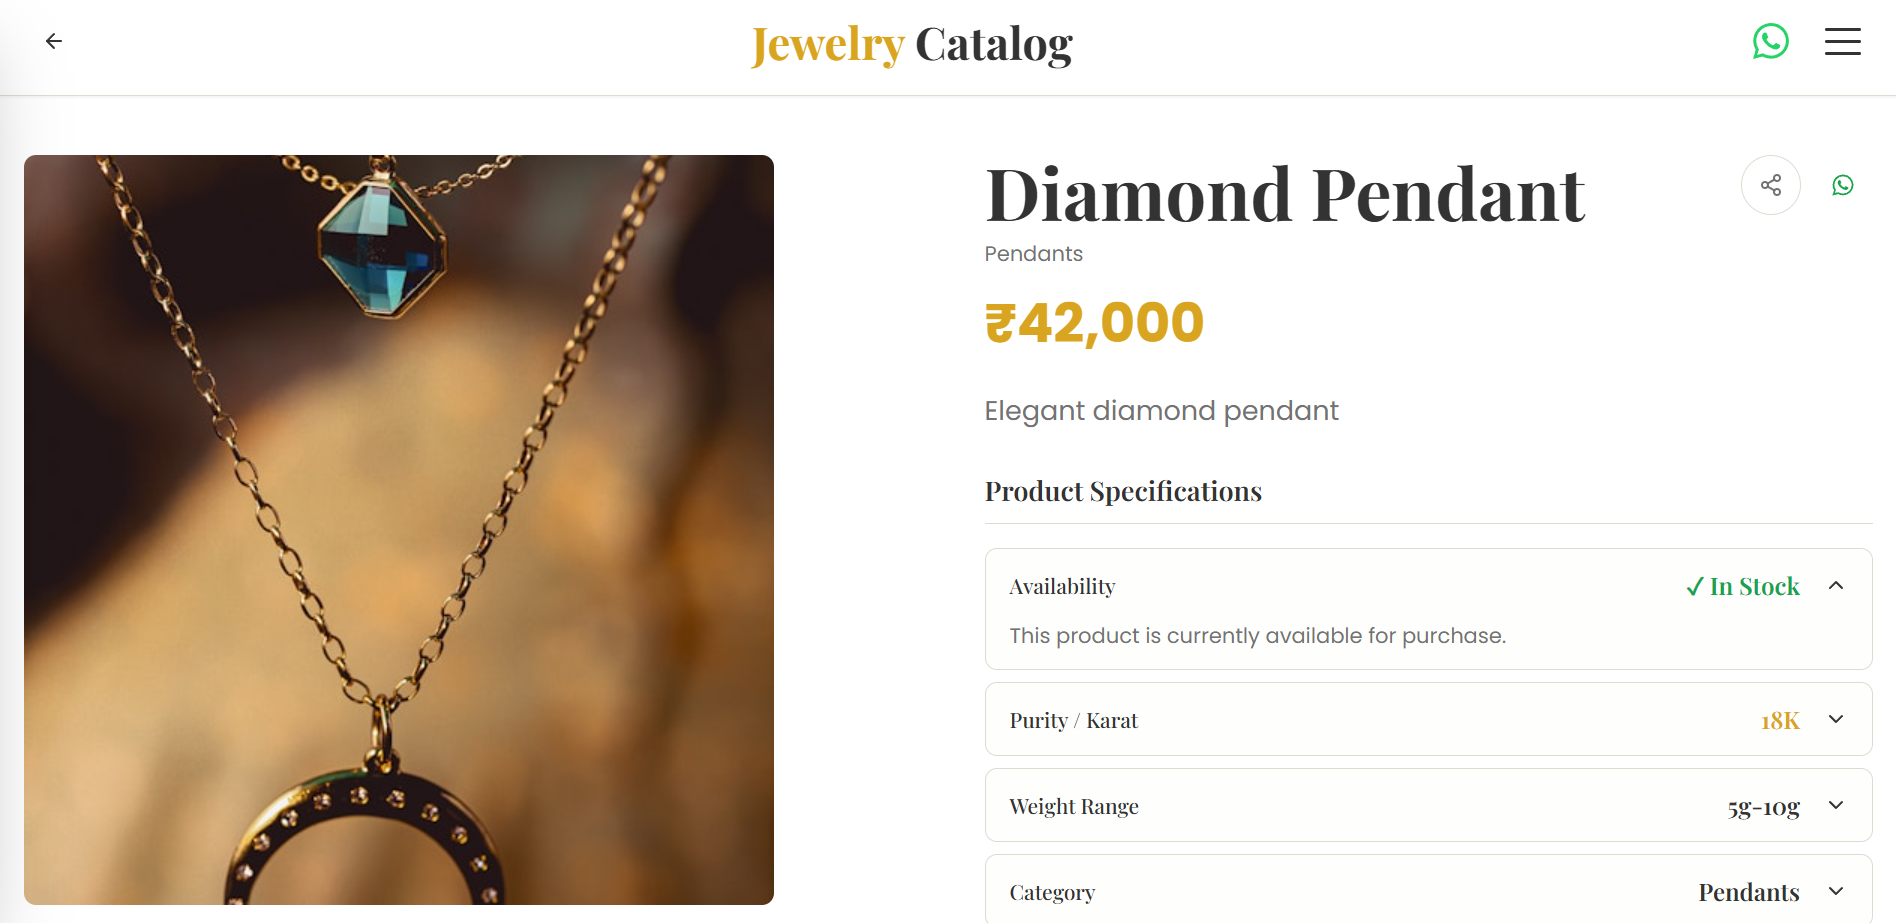 Jewelry Catalog
Diamond Pendant
Pendants
₹42,000
Elegant diamond pendant
Product Specifications
Availability ✓ In Stock
This product is currently available for purchase.
Purity / Karat 18K
Weight Range 5g-10g
Category Pendants